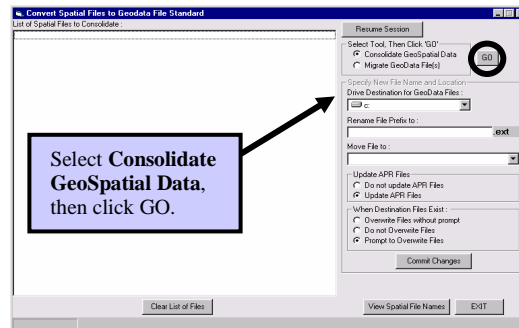 Convert Spatial Files to Geodata File Standard
List of Spatial Files to Consolidate :
Resume Session
Select Tool, Then Click 'GO'
Consolidate GeoSpatial Data
Migrate GeoData File(s)
GO
Specify New File Name and Location
Drive Destination for GeoData Files :
c:
Rename File Prefix to :
.ext
Move File to :
Update APR Files
Do not update APR Files
Update APR Files
When Destination Files Exist :
Overwrite Files without prompt
Do not Overwrite Files
Prompt to Overwrite Files
Commit Changes
Select Consolidate
GeoSpatial Data,
then click GO.
Clear List of Files
View Spatial File Names
EXIT